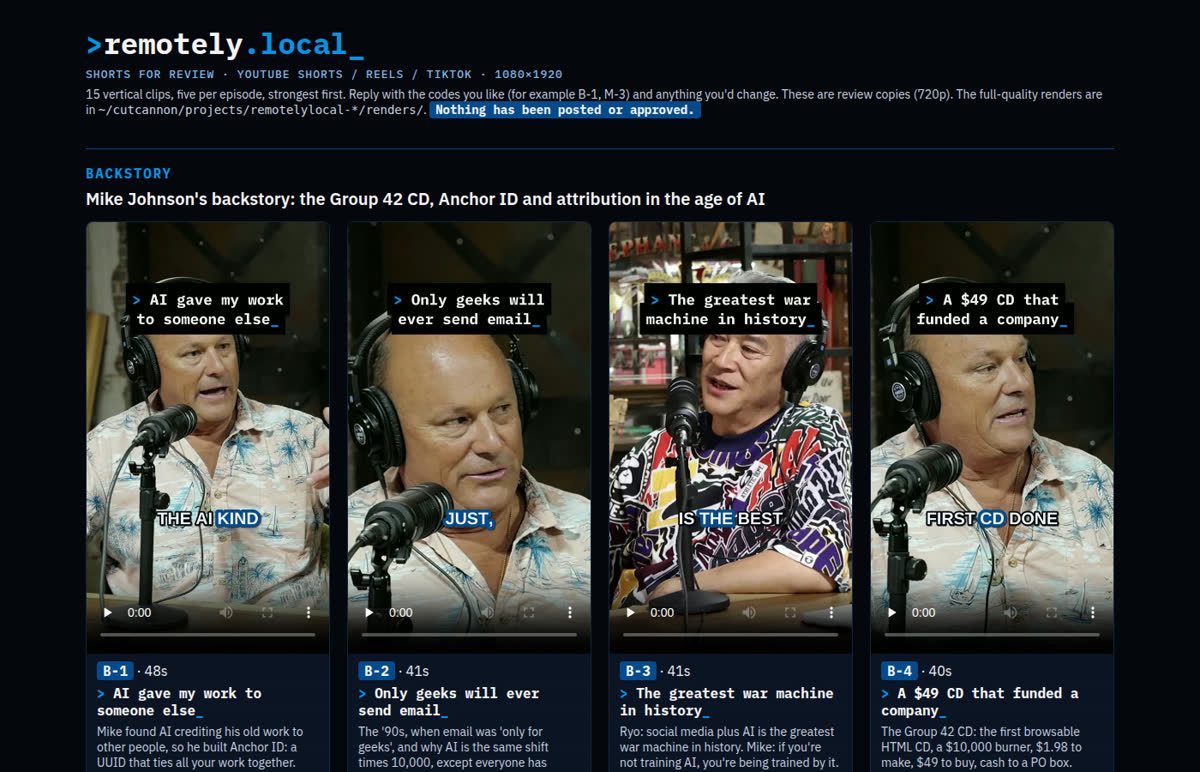 >remotely.local_
SHORTS FOR REVIEW · YOUTUBE SHORTS / REELS / TIKTOK · 1080×1920
15 vertical clips, five per episode, strongest first. Reply with the codes you like (for example B-1, M-3) and anything you'd change. These are review copies (720p). The full-quality renders are
in ~/cutcannon/projects/remotelylocal-*/renders/. Nothing has been posted or approved.
BACKSTORY
Mike Johnson's backstory: the Group 42 CD, Anchor ID and attribution in the age of AI
> AI gave my work
to someone else_
THE AI KIND
0:00
B-1 · 48s
> AI gave my work to
someone else_
Mike found AI crediting his old work to
other people, so he built Anchor ID: a
UUID that ties all your work together.
> Only geeks will
ever send email_
JUST,
0:00
B-2 · 41s
> Only geeks will ever
send email_
The '90s, when email was 'only for
geeks', and why AI is the same shift
times 10,000, except everyone has
EPHAN
> The greatest war
machine in history_
IS THE BEST
0:00
B-3 · 41s
> The greatest war machine
in history_
Ryo: social media plus AI is the greatest
war machine in history. Mike: if you're
not training AI, you're being trained by it.
> A $49 CD that
funded a company_
FIRST CD DONE
0:00
B-4 · 40s
> A $49 CD that funded a
company_
The Group 42 CD: the first browsable
HTML CD, a $10,000 burner, $1.98 to
make, $49 to buy, cash to a PO box.